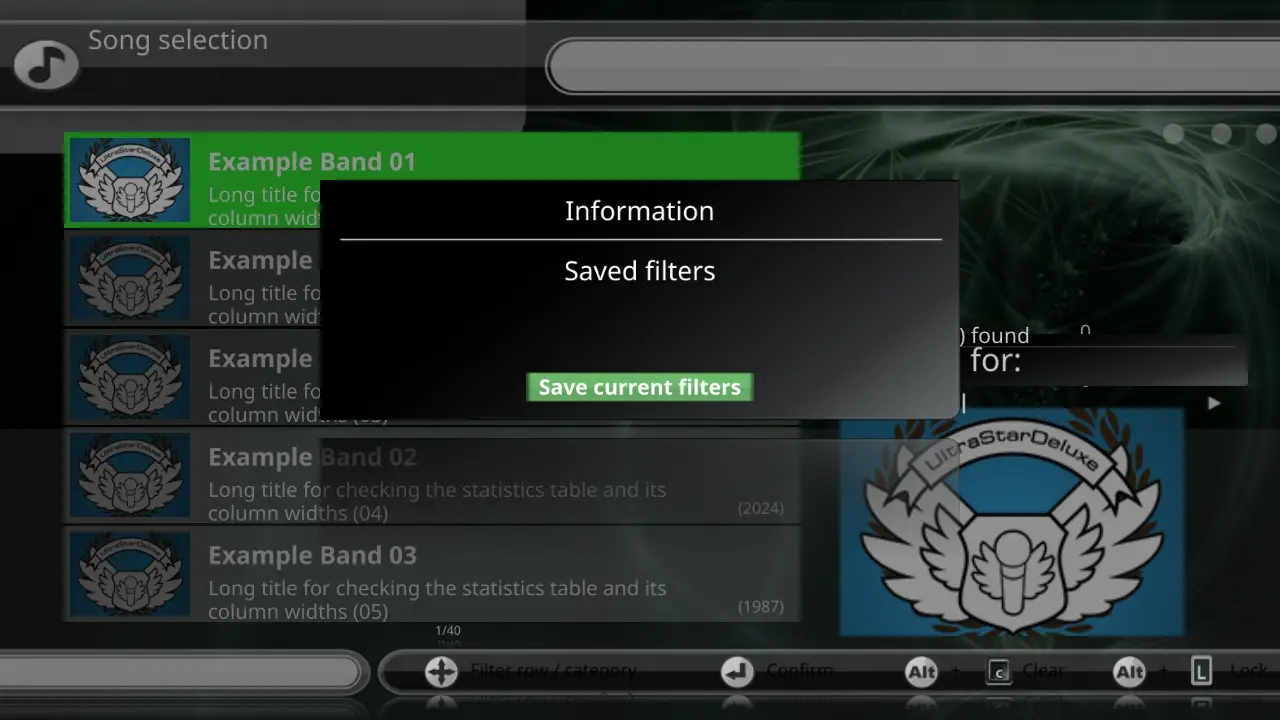 Song selection
UltraStarDeluxe
Example Band 01
Long title fo
column widt
Information
Saved filters
Save current filters
Example
Long title fo
column widt
Example
Long title fo
column widths (03)
) found
0
for:
UltraStarDeluxe
Example Band 02
Long title for checking the statistics table and its
column widths (04)
(2024)
Example Band 03
Long title for checking the statistics table and its
column widths (05)
(1987)
UltraStarDeluxe
1/40
Filter row / category
Confirm
Alt + C Clear
Alt + L Lock